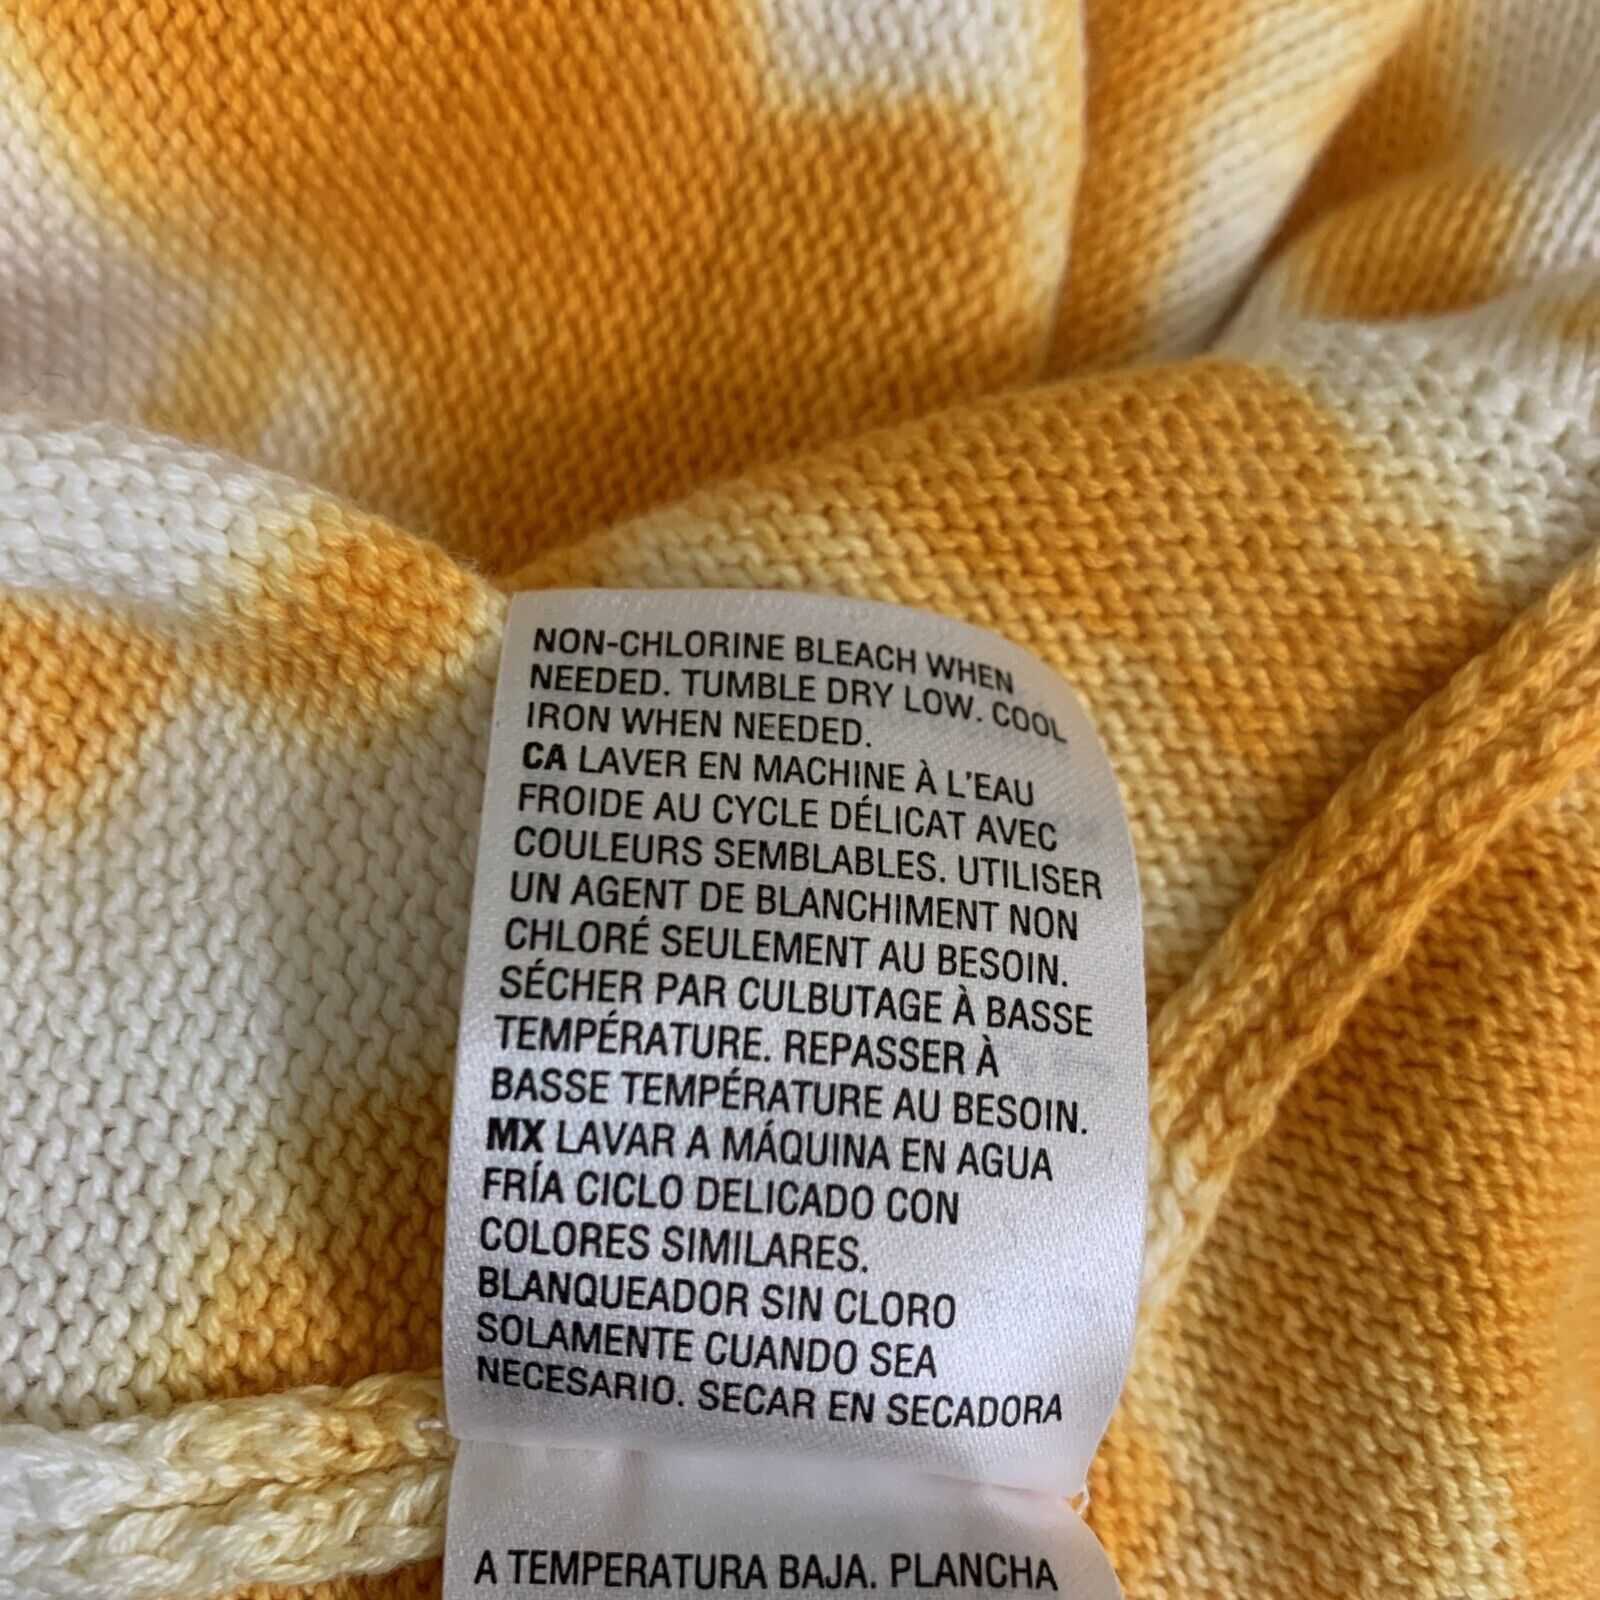 NON-CHLORINE BLEACH WHEN
NEEDED. TUMBLE DRY LOW. COOL
IRON WHEN NEEDED.
CA LAVER EN MACHINE À L'EAU
FROIDE AU CYCLE DÉLICAT AVEC
COULEURS SEMBLABLES. UTILISER
UN AGENT DE BLANCHIMENT NON
CHLORÉ SEULEMENT AU BESOIN.
SÉCHER PAR CULBUTAGE À BASSE
TEMPÉRATURE. REPASSER À
BASSE TEMPÉRATURE AU BESOIN.
MX LAVAR A MÁQUINA EN AGUA
FRÍA CICLO DELICADO CON
COLORES SIMILARES.
BLANQUEADOR SIN CLORO
SOLAMENTE CUANDO SEA
NECESARIO. SECAR EN SECADORA
A TEMPERATURA BAJA. PLANCHA